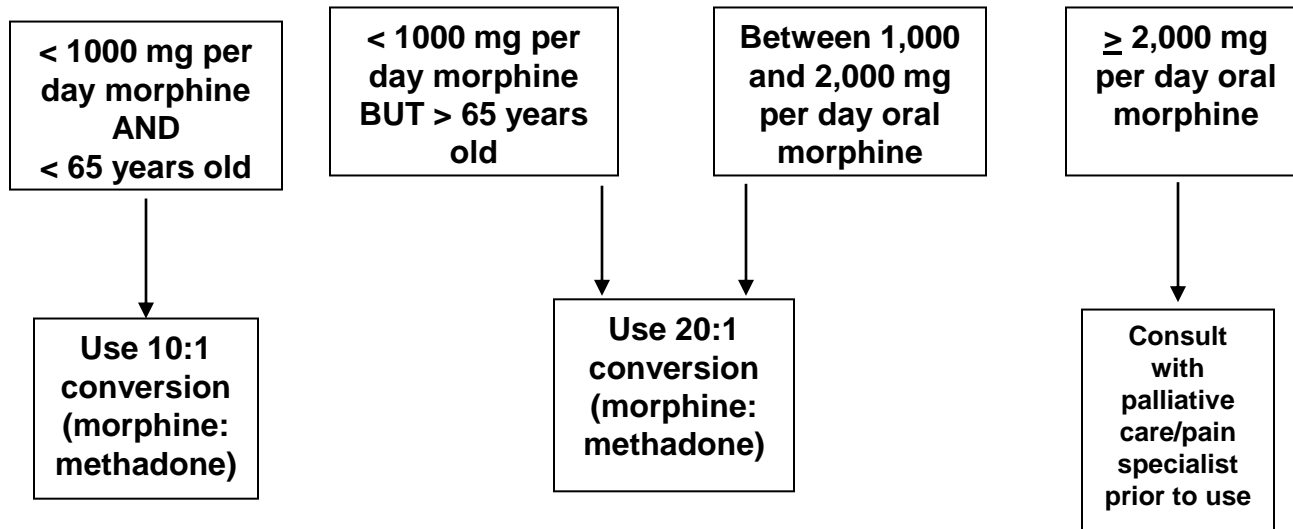 < 1000 mg per
day morphine
AND
< 65 years old
< 1000 mg per
day morphine
BUT > 65 years
old
Between 1,000
and 2,000 mg
per day oral
morphine
≥ 2,000 mg
per day oral
morphine
Use 10:1
conversion
(morphine:
methadone)
Use 20:1
conversion
(morphine:
methadone)
Consult
with
palliative
care/pain
specialist
prior to use